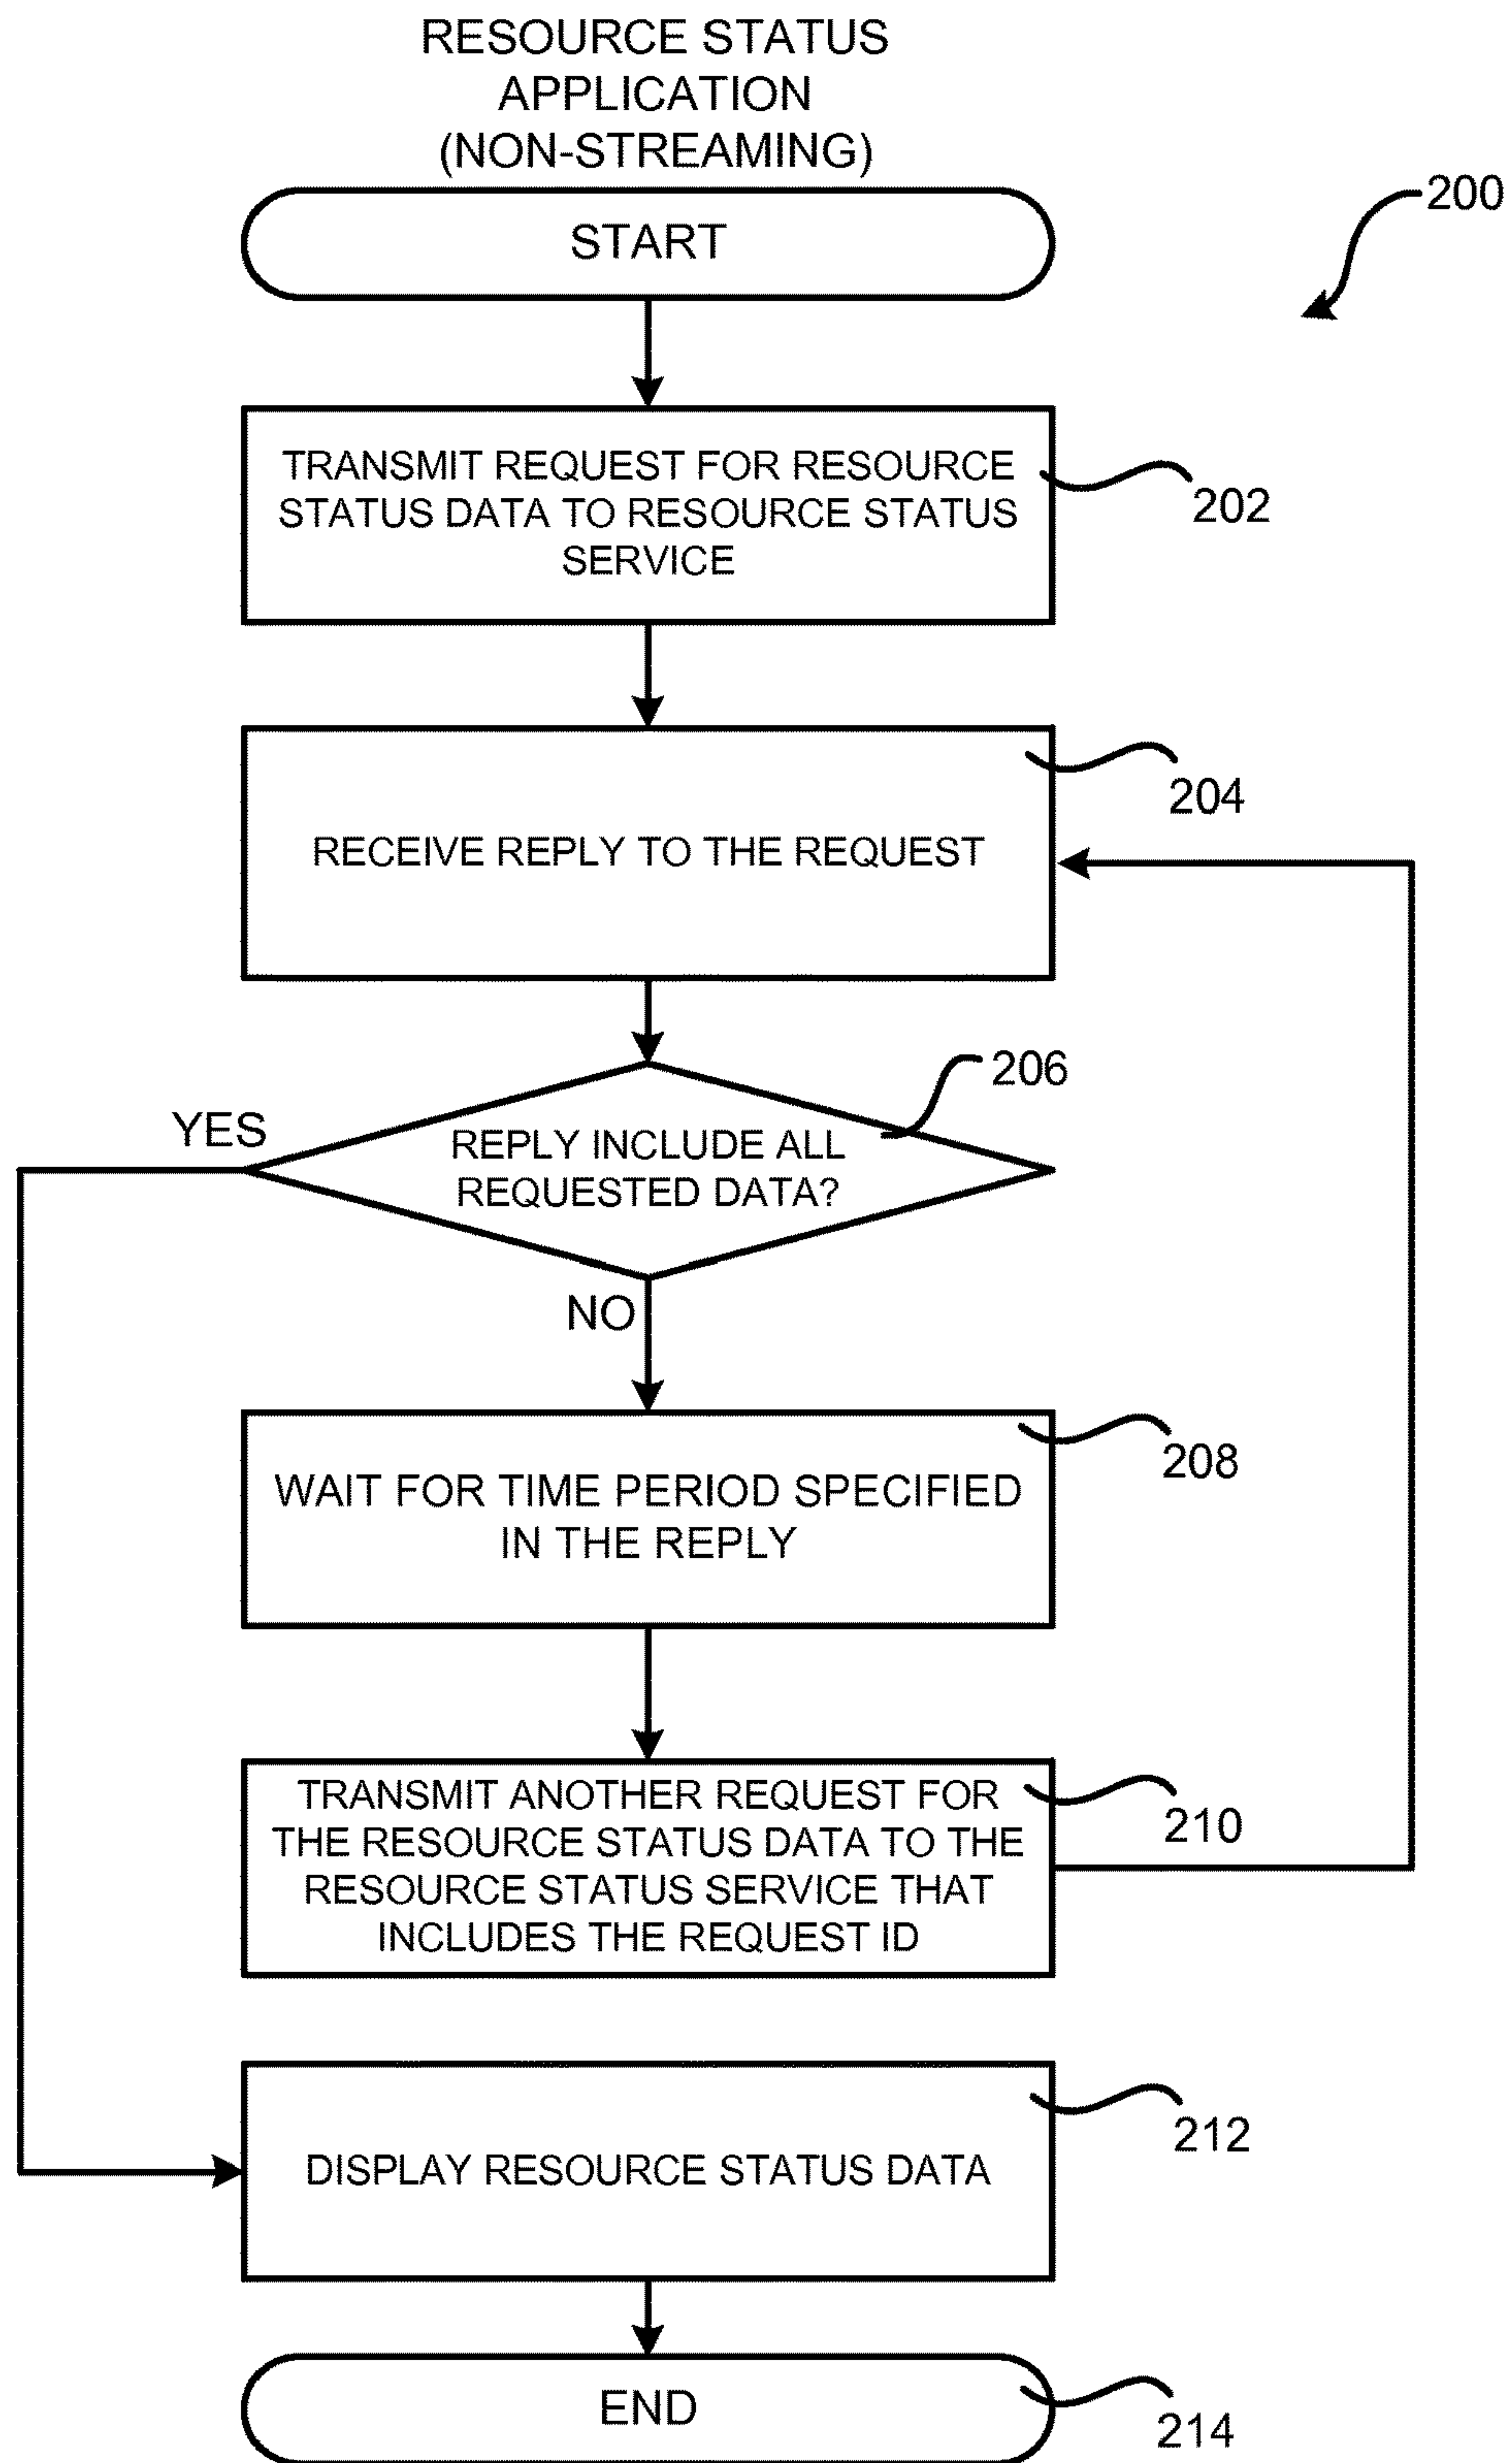 RESOURCE STATUS
APPLICATION
(NON-STREAMING)
START
200
TRANSMIT REQUEST FOR RESOURCE
STATUS DATA TO RESOURCE STATUS
SERVICE
202
204
RECEIVE REPLY TO THE REQUEST
206
YES
REPLY INCLUDE ALL
REQUESTED DATA?
NO
208
WAIT FOR TIME PERIOD SPECIFIED
IN THE REPLY
TRANSMIT ANOTHER REQUEST FOR
THE RESOURCE STATUS DATA TO THE
RESOURCE STATUS SERVICE THAT
INCLUDES THE REQUEST ID
210
212
DISPLAY RESOURCE STATUS DATA
END
214